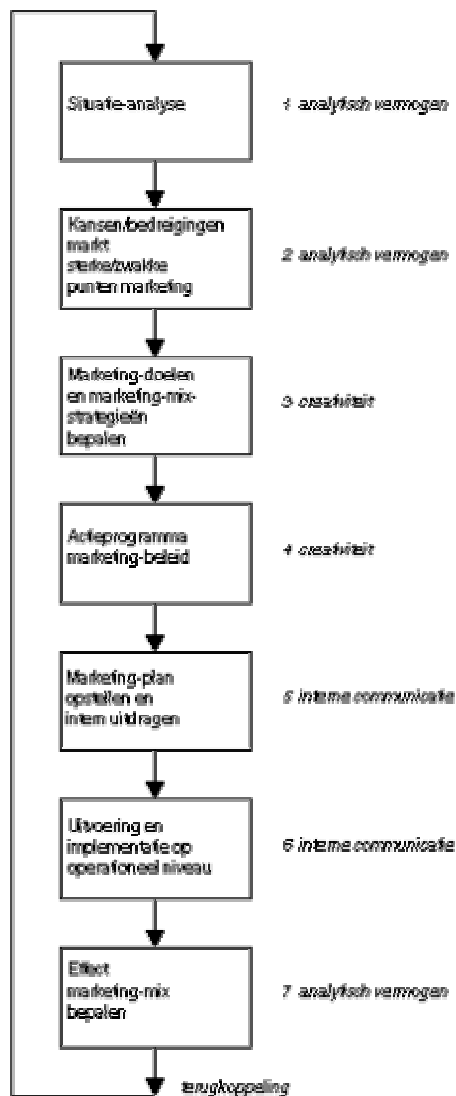 Situatie-analyse
1 analytisch vermogen
Kansen/bedreigingen
markt
sterke/zwakke
punten marketing
2 analytisch vermogen
Marketing-doelen
en marketing-mix-
strategieën
bepalen
3 creativiteit
Actieprogramma
marketing-beleid
4 creativiteit
Marketing-plan
opstellen en
intern uitdragen
5 interne communicatie
Uitvoering en
implementatie op
operationeel niveau
6 interne communicatie
Effect
marketing-mix
bepalen
7 analytisch vermogen
terugkoppeling